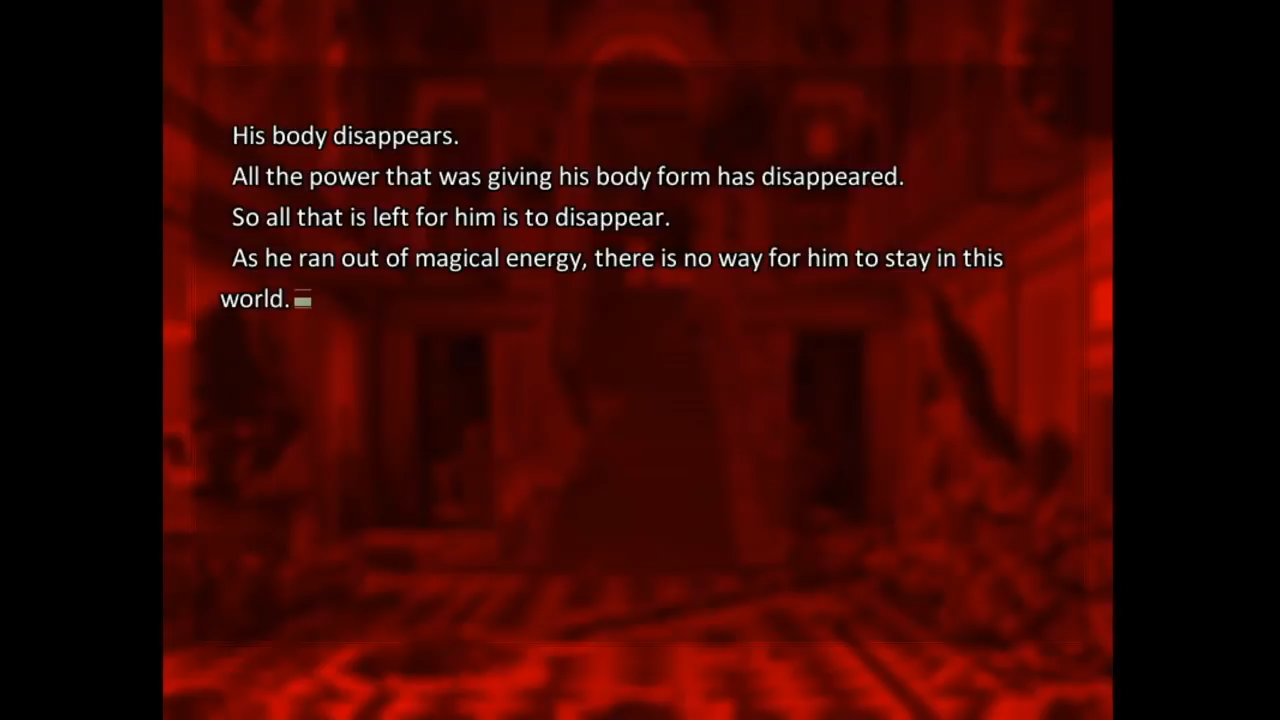 His body disappears.
All the power that was giving his body form has disappeared.
So all that is left for him is to disappear.
As he ran out of magical energy, there is no way for him to stay in this
world.